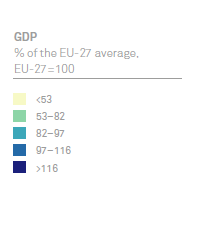 GDP
% of the EU-27 average,
EU-27=100
<53
53–82
82–97
97–116
>116